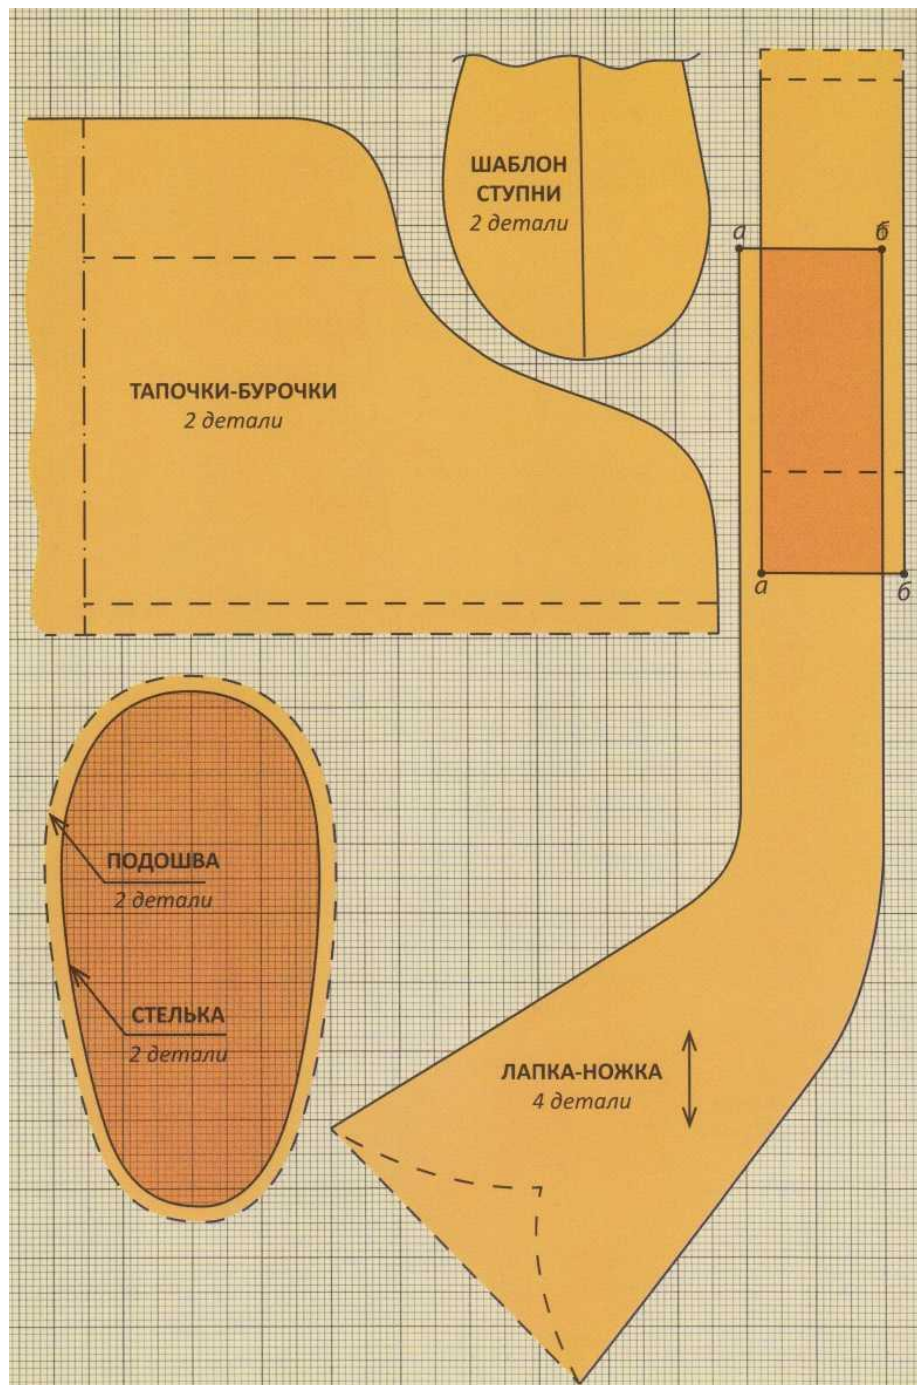 ШАБЛОН
СТУПНИ
2 детали
а
б
ТАПОЧКИ-БУРОЧКИ
2 детали
а
б
ПОДОШВА
2 детали
СТЕЛЬКА
2 детали
ЛАПКА-НОЖКА
4 детали